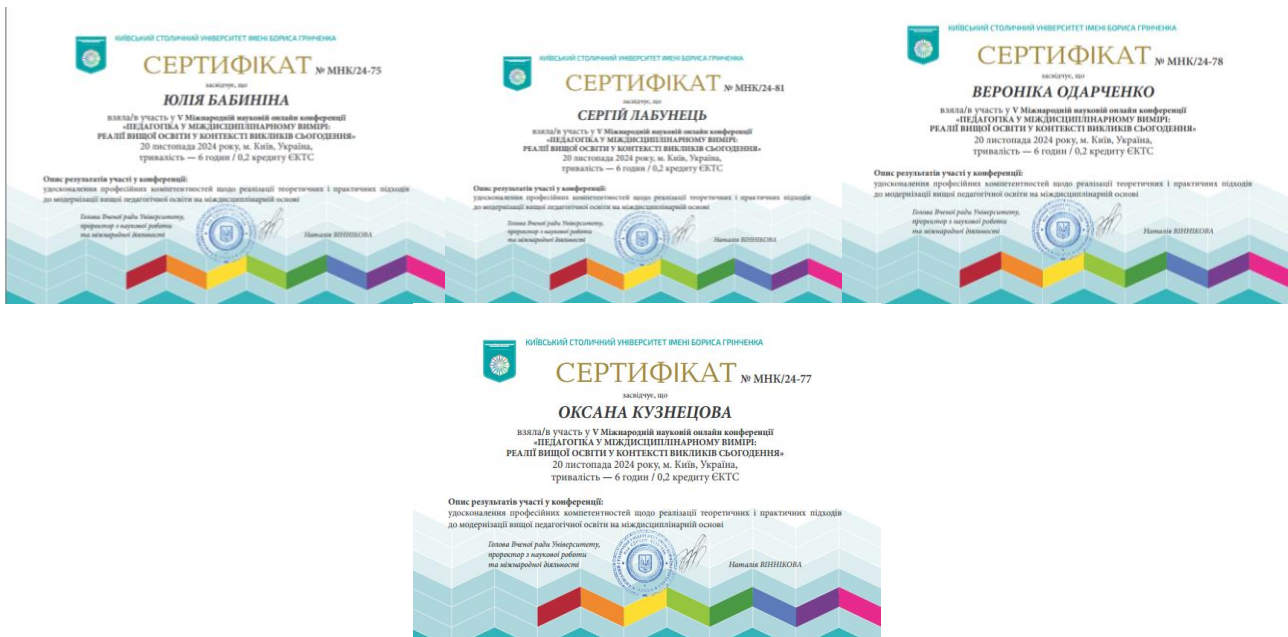 КИЇВСЬКИЙ СТОЛИЧНИЙ УНІВЕРСИТЕТ ІМЕНІ БОРИСА ГРІНЧЕНКА
СЕРТИФІКАТ № МНК/24-75
засвідчує, що
ЮЛІЯ БАБИНІНА
взяла/в участь у V Міжнародній науковій онлайн конференції
«ПЕДАГОГІКА У МІЖДИСЦИПЛІНАРНОМУ ВИМІРІ:
РЕАЛІЇ ВИЩОЇ ОСВІТИ У КОНТЕКСТІ ВИКЛИКІВ СЬОГОДЕННЯ»
20 листопада 2024 року, м. Київ, Україна,
тривалість — 6 годин / 0,2 кредиту ЄКТС
Опис результатів участі у конференції:
удосконалення професійних компетентностей щодо реалізації теоретичних і практичних підходів
до модернізації вищої педагогічної освіти на міждисциплінарній основі
Голова Вченої ради Університету,
проректор з наукової роботи
та міжнародної діяльності
Наталія ВІННІКОВА
КИЇВСЬКИЙ СТОЛИЧНИЙ УНІВЕРСИТЕТ ІМЕНІ БОРИСА ГРІНЧЕНКА
СЕРТИФІКАТ № МНК/24-81
засвідчує, що
СЕРГІЙ ЛАБУНЕЦЬ
взяла/в участь у V Міжнародній науковій онлайн конференції
«ПЕДАГОГІКА У МІЖДИСЦИПЛІНАРНОМУ ВИМІРІ:
РЕАЛІЇ ВИЩОЇ ОСВІТИ У КОНТЕКСТІ ВИКЛИКІВ СЬОГОДЕННЯ»
20 листопада 2024 року, м. Київ, Україна,
тривалість — 6 годин / 0,2 кредиту ЄКТС
Опис результатів участі у конференції:
удосконалення професійних компетентностей щодо реалізації теоретичних і практичних підходів
до модернізації вищої педагогічної освіти на міждисциплінарній основі
Голова Вченої ради Університету,
проректор з наукової роботи
та міжнародної діяльності
Наталія ВІННІКОВА
КИЇВСЬКИЙ СТОЛИЧНИЙ УНІВЕРСИТЕТ ІМЕНІ БОРИСА ГРІНЧЕНКА
СЕРТИФІКАТ № МНК/24-78
засвідчує, що
ВЕРОНІКА ОДАРЧЕНКО
взяла/в участь у V Міжнародній науковій онлайн конференції
«ПЕДАГОГІКА У МІЖДИСЦИПЛІНАРНОМУ ВИМІРІ:
РЕАЛІЇ ВИЩОЇ ОСВІТИ У КОНТЕКСТІ ВИКЛИКІВ СЬОГОДЕННЯ»
20 листопада 2024 року, м. Київ, Україна,
тривалість — 6 годин / 0,2 кредиту ЄКТС
Опис результатів участі у конференції:
удосконалення професійних компетентностей щодо реалізації теоретичних і практичних підходів
до модернізації вищої педагогічної освіти на міждисциплінарній основі
Голова Вченої ради Університету,
проректор з наукової роботи
та міжнародної діяльності
Наталія ВІННІКОВА
КИЇВСЬКИЙ СТОЛИЧНИЙ УНІВЕРСИТЕТ ІМЕНІ БОРИСА ГРІНЧЕНКА
СЕРТИФІКАТ № МНК/24-77
засвідчує, що
ОКСАНА КУЗНЕЦОВА
взяла/в участь у V Міжнародній науковій онлайн конференції
«ПЕДАГОГІКА У МІЖДИСЦИПЛІНАРНОМУ ВИМІРІ:
РЕАЛІЇ ВИЩОЇ ОСВІТИ У КОНТЕКСТІ ВИКЛИКІВ СЬОГОДЕННЯ»
20 листопада 2024 року, м. Київ, Україна,
тривалість — 6 годин / 0,2 кредиту ЄКТС
Опис результатів участі у конференції:
удосконалення професійних компетентностей щодо реалізації теоретичних і практичних підходів
до модернізації вищої педагогічної освіти на міждисциплінарній основі
Голова Вченої ради Університету,
проректор з наукової роботи
та міжнародної діяльності
Наталія ВІННІКОВА